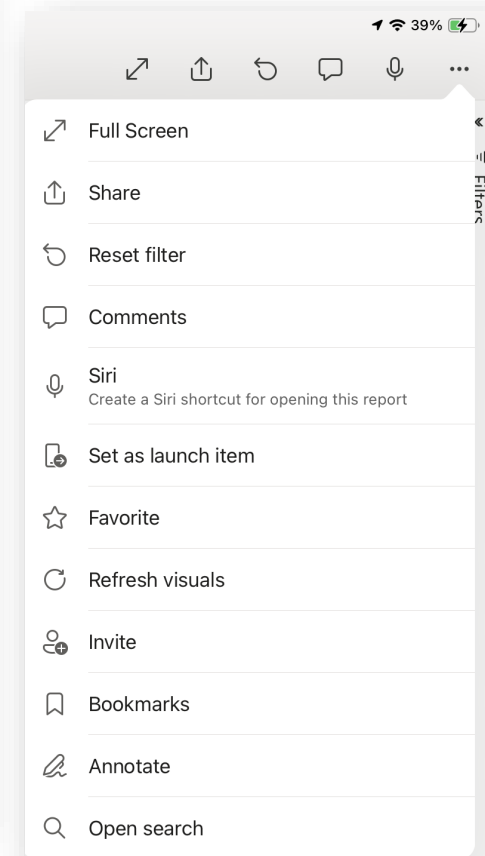 39%
Full Screen
Share
Reset filter
Comments
Siri
Create a Siri shortcut for opening this report
Set as launch item
Favorite
Refresh visuals
Invite
Bookmarks
Annotate
Open search
Filters